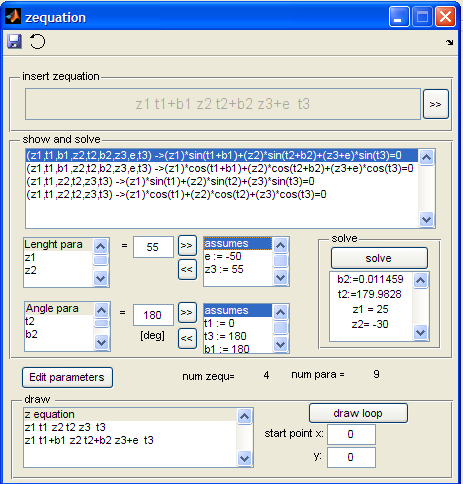 zequation
insert zequation
z1 t1+b1 z2 t2+b2 z3+e t3
>>
show and solve
(z1,t1,b1,z2,t2,b2,z3,e,t3) ->(z1)*sin(t1+b1)+(z2)*sin(t2+b2)+(z3+e)*sin(t3)=0
(z1,t1,b1,z2,t2,b2,z3,e,t3) ->(z1)*cos(t1+b1)+(z2)*cos(t2+b2)+(z3+e)*cos(t3)=0
(z1,t1,z2,t2,z3,t3) ->(z1)*sin(t1)+(z2)*sin(t2)+(z3)*sin(t3)=0
(z1,t1,z2,t2,z3,t3) ->(z1)*cos(t1)+(z2)*cos(t2)+(z3)*cos(t3)=0
Lenght para
z1
z2
=
55
>>
<<
assumes
e := -50
z3 := 55
solve
solve
b2:=0.011459
t2:=179.9828
z1 = 25
z2= -30
Angle para
t2
b2
=
180
[deg]
>>
<<
assumes
t1 := 0
t3 := 180
b1 := 180
Edit parameters
num zequ= 4 num para = 9
draw
z equation
z1 t1 z2 t2 z3 t3
z1 t1+b1 z2 t2+b2 z3+e t3
draw loop
start point x: 0
y: 0